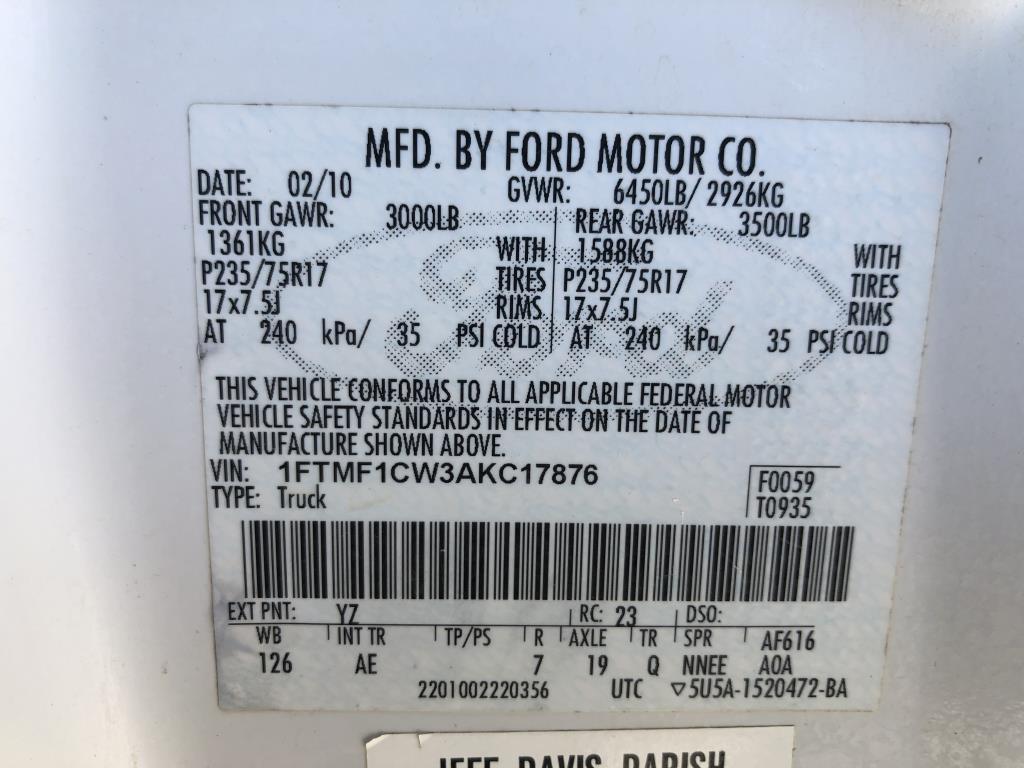 MFD. BY FORD MOTOR CO.
DATE: 02/10 GVWR: 6450LB/ 2926KG
FRONT GAWR: 3000LB REAR GAWR: 3500LB
1361KG WITH 1588KG WITH
P235/75R17 TIRES P235/75R17 TIRES
17x7.5J RIMS 17x7.5J RIMS
AT 240 kPa/ 35 PSI COLD AT 240 kPa/ 35 PSI COLD
Ford
THIS VEHICLE CONFORMS TO ALL APPLICABLE FEDERAL MOTOR
VEHICLE SAFETY STANDARDS IN EFFECT ON THE DATE OF
MANUFACTURE SHOWN ABOVE.
VIN: 1FTMF1CW3AKC17876 F0059
TYPE: Truck T0935
EXT PNT: YZ RC: 23 DSO:
WB INT TR TP/PS R AXLE TR SPR AF616
126 AE 7 19 Q NNEE A0A
2201002220356 UTC ▽5U5A-1520472-BA
JEFF DAVIS PARISH